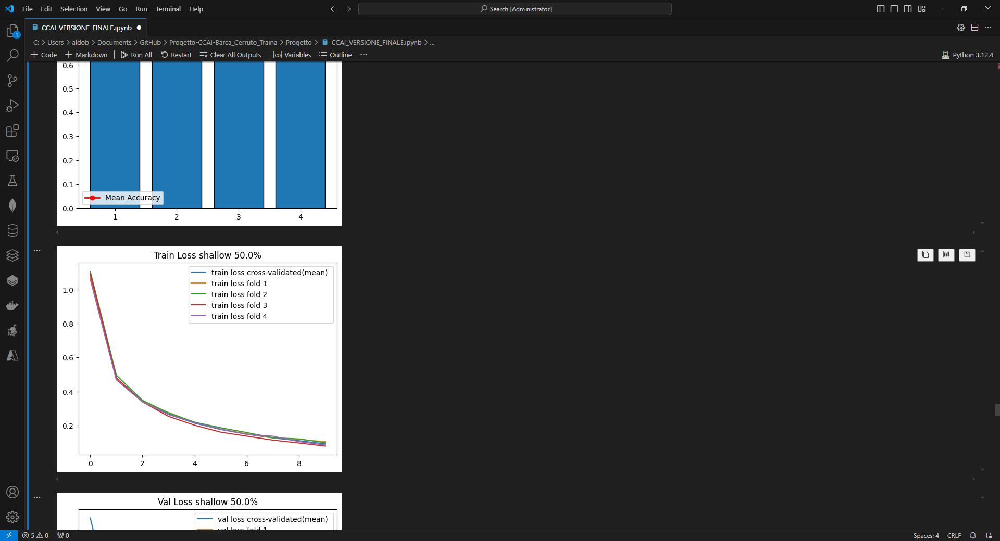 File Edit Selection View Go Run Terminal Help
Search [Administrator]
CCAI_VERSIONE_FINALE.ipynb
C: > Users > aldob > Documents > GitHub > Progetto-CCAI-Barca_Cerruto_Traina > Progetto > CCAI_VERSIONE_FINALE.ipynb > ...
Code Markdown Run All Restart Clear All Outputs Variables Outline ...
Python 3.12.4
1
0.6
0.5
0.4
0.3
0.2
0.1
0.0
Mean Accuracy
1 2 3 4
Train Loss shallow 50.0%
train loss cross-validated(mean)
train loss fold 1
train loss fold 2
train loss fold 3
train loss fold 4
1.0
0.8
0.6
0.4
0.2
0 2 4 6 8
Val Loss shallow 50.0%
val loss cross-validated(mean)
val loss fold 1
5 0 0
Spaces: 4 CRLF